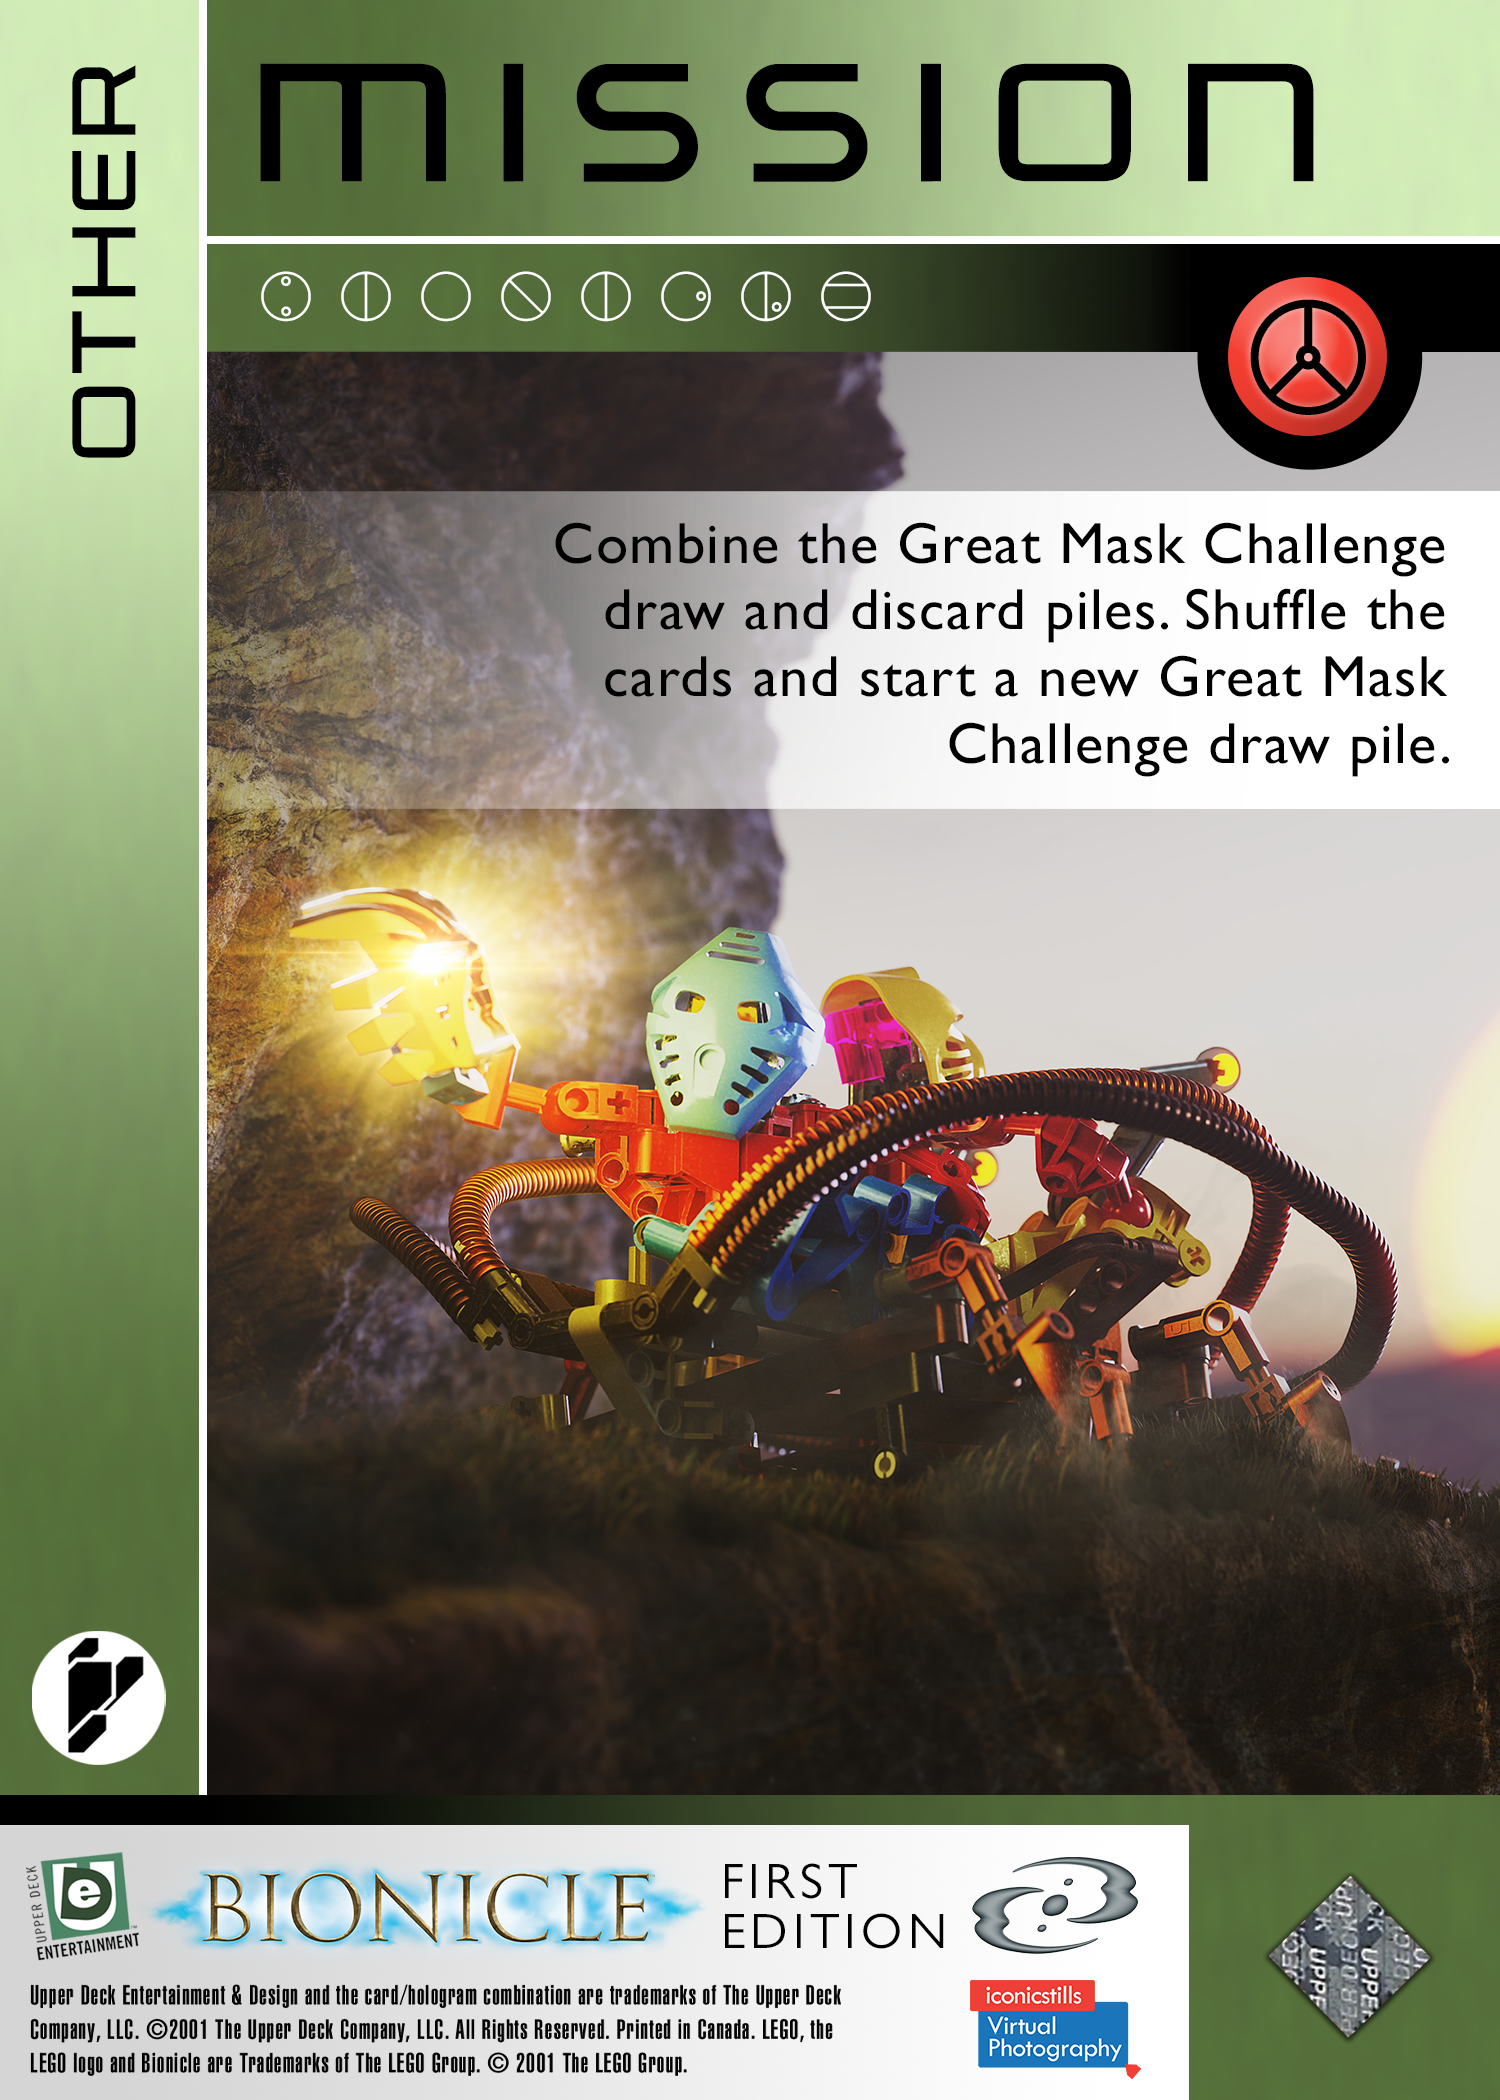 OTHER
MISSION
Combine the Great Mask Challenge
draw and discard piles. Shuffle the
cards and start a new Great Mask
Challenge draw pile.
UPPER DECK
e
ENTERTAINMENT
BIONICLE
FIRST
EDITION
Upper Deck Entertainment & Design and the card/hologram combination are trademarks of The Upper Deck
Company, LLC. ©2001 The Upper Deck Company, LLC. All Rights Reserved. Printed in Canada. LEGO, the
LEGO logo and Bionicle are Trademarks of The LEGO Group. © 2001 The LEGO Group.
iconicstills
Virtual
Photography